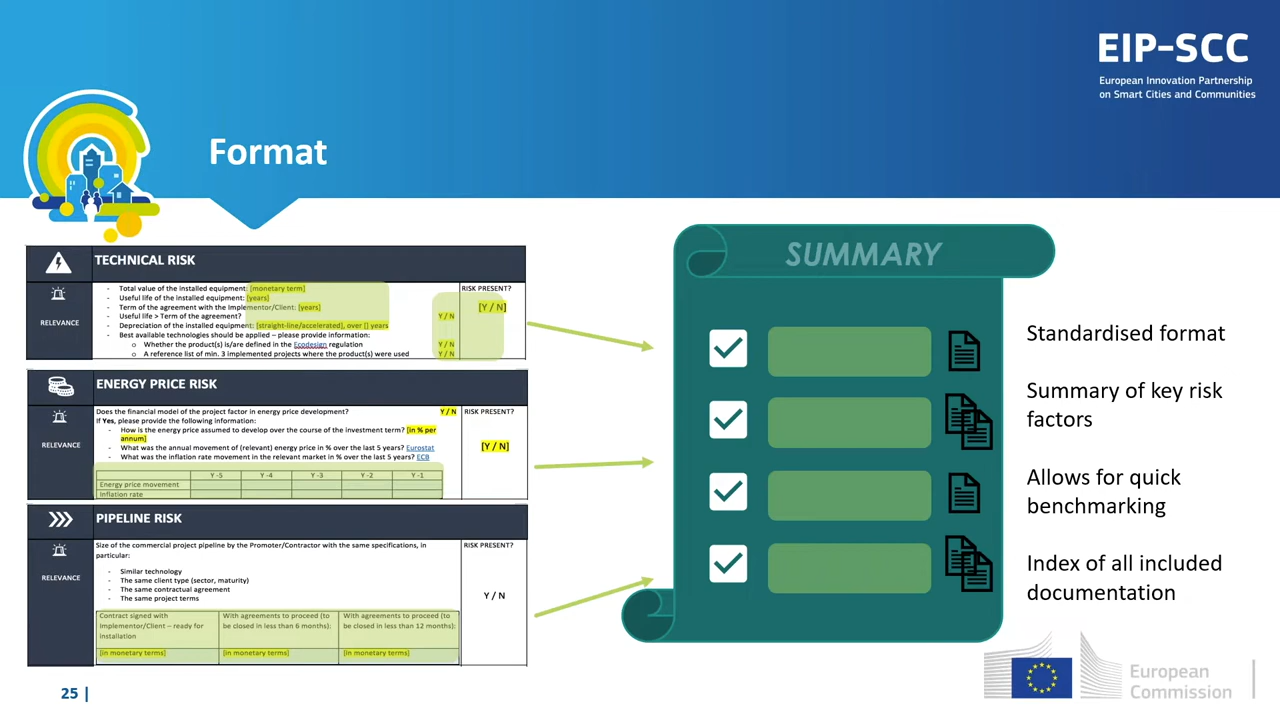 EIP-SCC
European Innovation Partnership
on Smart Cities and Communities
Format
TECHNICAL RISK
RELEVANCE
- Total value of the installed equipment: [monetary term]
- Useful life of the installed equipment: [years]
- Term of the agreement with the Implementor/Client: [years]
- Useful life > Term of the agreement? Y / N
- Depreciation of the installed equipment: [straight-line/accelerated], over [] years
- Best available technologies should be applied – please provide information:
o Whether the product(s) is/are defined in the Ecodesign regulation Y / N
o A reference list of min. 3 implemented projects where the product(s) were used Y / N
RISK PRESENT?
[Y / N]
ENERGY PRICE RISK
RELEVANCE
Does the financial model of the project factor in energy price development? Y / N
If Yes, please provide the following information:
- How is the energy price assumed to develop over the course of the investment term? [in % per
annum]
- What was the annual movement of (relevant) energy price in % over the last 5 years? Eurostat
- What was the inflation rate movement in the relevant market in % over the last 5 years? ECB
Y -5 Y -4 Y -3 Y -2 Y -1
Energy price movement
Inflation rate
RISK PRESENT?
[Y / N]
PIPELINE RISK
RELEVANCE
Size of the commercial project pipeline by the Promoter/Contractor with the same specifications, in
particular:
- Similar technology
- The same client type (sector, maturity)
- The same contractual agreement
- The same project terms
Contract signed with With agreements to proceed (to With agreements to proceed (to
Implementor/Client – ready for be closed in less than 6 months): be closed in less than 12 months):
installation
[in monetary terms] [in monetary terms] [in monetary terms]
RISK PRESENT?
Y / N
SUMMARY
Standardised format
Summary of key risk
factors
Allows for quick
benchmarking
Index of all included
documentation
25 |
European
Commission